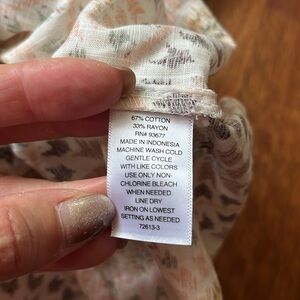 67% COTTON
33% RAYON
RN# 93677
MADE IN INDONESIA
MACHINE WASH COLD
GENTLE CYCLE
WITH LIKE COLORS
USE ONLY NON-
CHLORINE BLEACH
WHEN NEEDED
LINE DRY
IRON ON LOWEST
SETTING AS NEEDED
72613-3